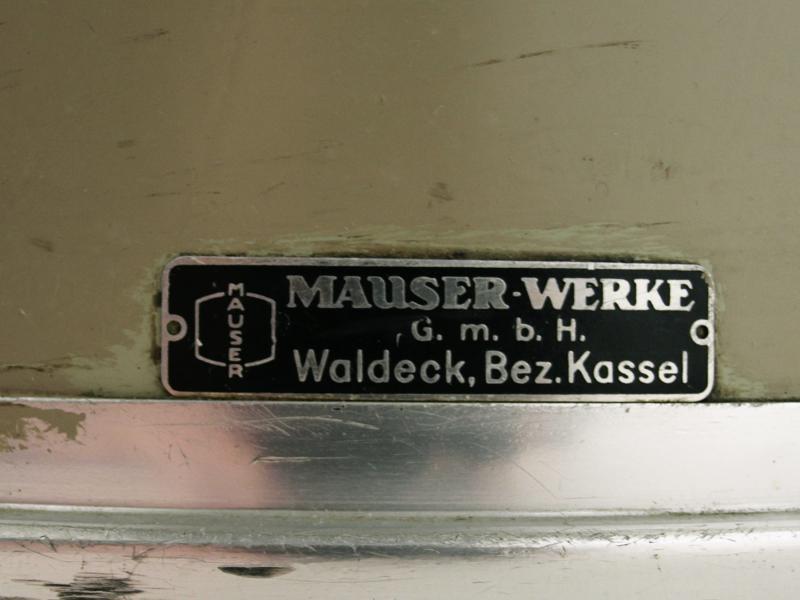 MAUSER
MAUSER-WERKE
G. m. b. H.
Waldeck, Bez. Kassel